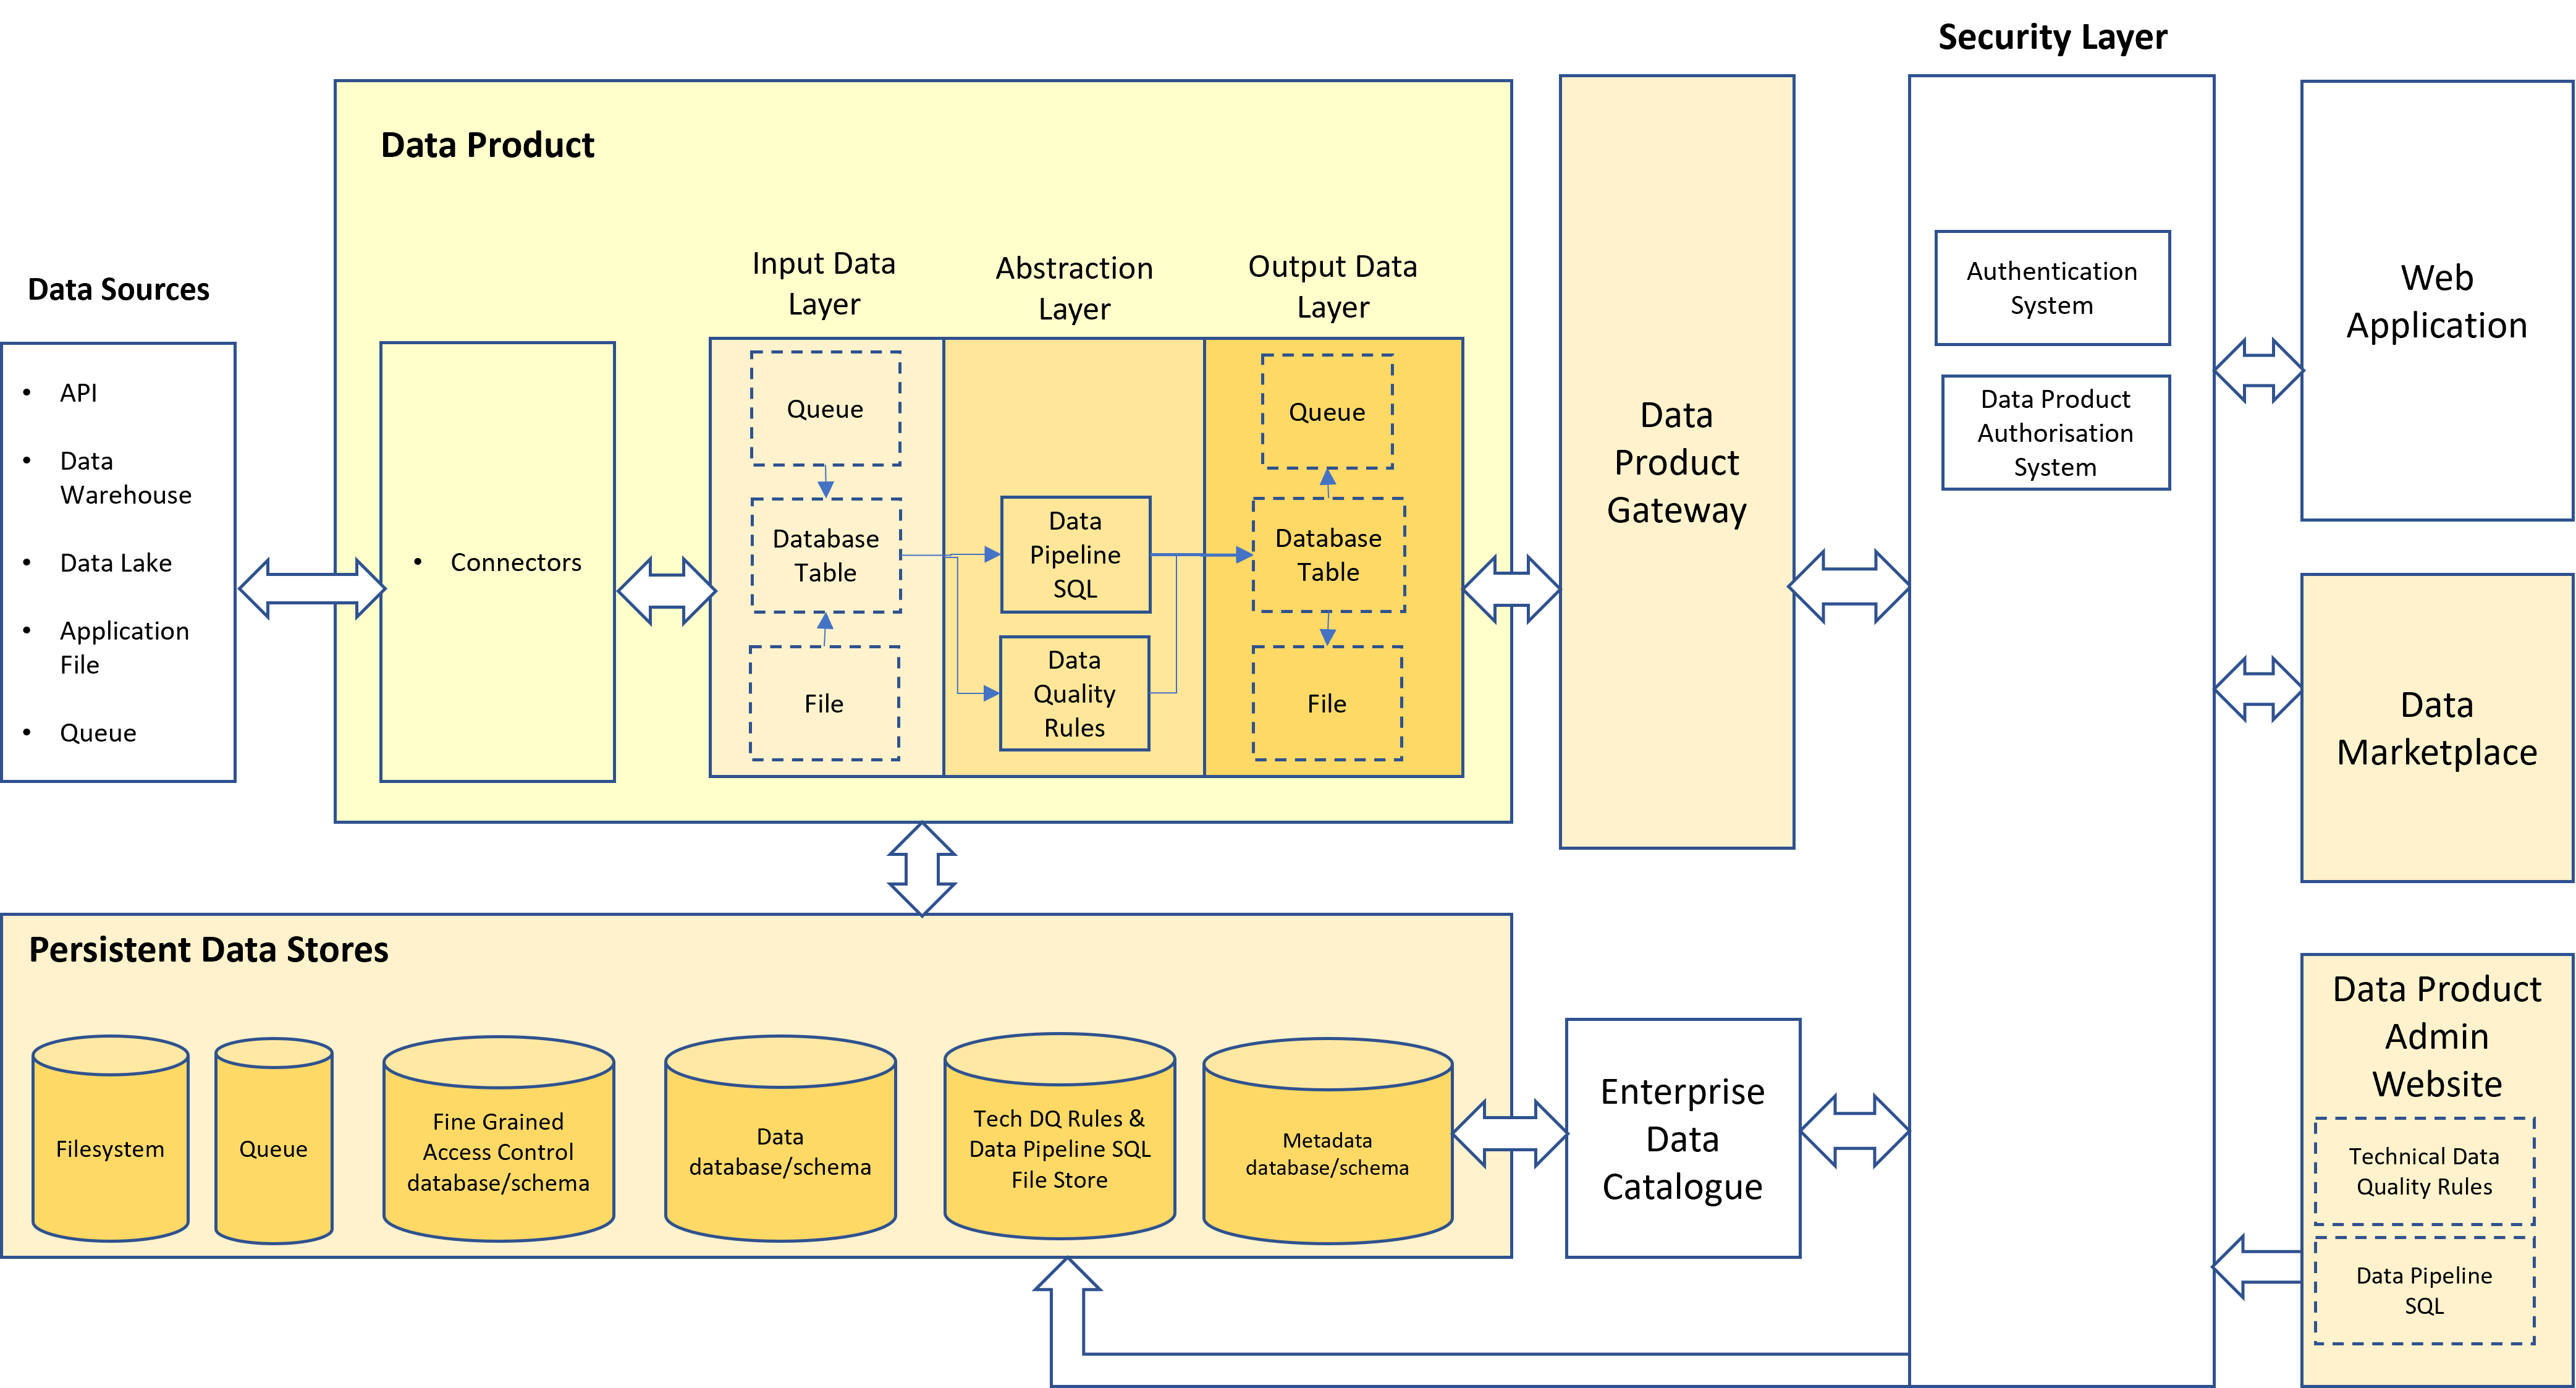 Security Layer
Data Product
Data Sources
• API
• Data
Warehouse
• Data Lake
• Application
File
• Queue
• Connectors
Input Data
Layer
Abstraction
Layer
Output Data
Layer
Queue
Database
Table
File
Data
Pipeline
SQL
Data
Quality
Rules
Queue
Database
Table
File
Data
Product
Gateway
Authentication
System
Data Product
Authorisation
System
Web
Application
Data
Marketplace
Persistent Data Stores
Filesystem
Queue
Fine Grained
Access Control
database/schema
Data
database/schema
Tech DQ Rules &
Data Pipeline SQL
File Store
Metadata
database/schema
Enterprise
Data
Catalogue
Data Product
Admin
Website
Technical Data
Quality Rules
Data Pipeline
SQL